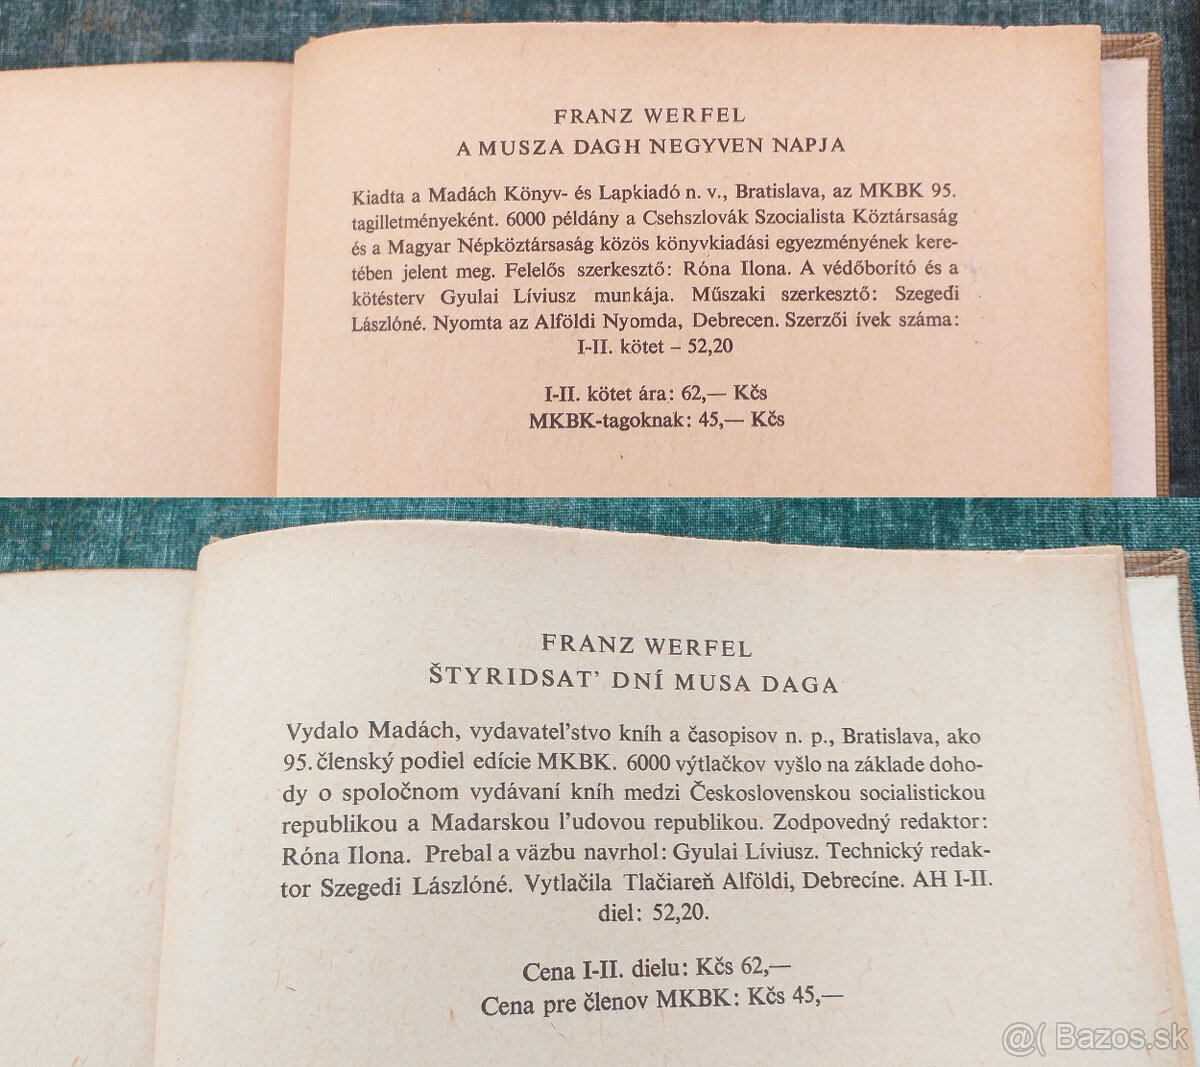 FRANZ WERFEL
A MUSZA DAGH NEGYVEN NAPJA
Kiadta a Madách Könyv- és Lapkiadó n. v., Bratislava, az MKBK 95.
tagilletményeként. 6000 példány a Csehszlovák Szocialista Köztársaság
és a Magyar Népköztársaság közös könyvkiadási egyezményének kere-
tében jelent meg. Felelős szerkesztő: Róna Ilona. A védőborító és a
kötésterv Gyulai Líviusz munkája. Műszaki szerkesztő: Szegedi
Lászlóné. Nyomta az Alföldi Nyomda, Debrecen. Szerzői ívek száma:
I-II. kötet – 52,20
I-II. kötet ára: 62,— Kčs
MKBK-tagoknak: 45,— Kčs
FRANZ WERFEL
ŠTYRIDSAT' DNÍ MUSA DAGA
Vydalo Madách, vydavateľstvo kníh a časopisov n. p., Bratislava, ako
95. členský podiel edície MKBK. 6000 výtlačkov vyšlo na základe doho-
dy o spoločnom vydávaní kníh medzi Československou socialistickou
republikou a Madarskou ľudovou republikou. Zodpovedný redaktor:
Róna Ilona. Prebal a väzbu navrhol: Gyulai Líviusz. Technický redak-
tor Szegedi Lászlóné. Vytlačila Tlačiareň Alföldi, Debrecíne. AH I-II.
diel: 52,20.
Cena I-II. dielu: Kčs 62,—
Cena pre členov MKBK: Kčs 45,—
@( Bazos.sk